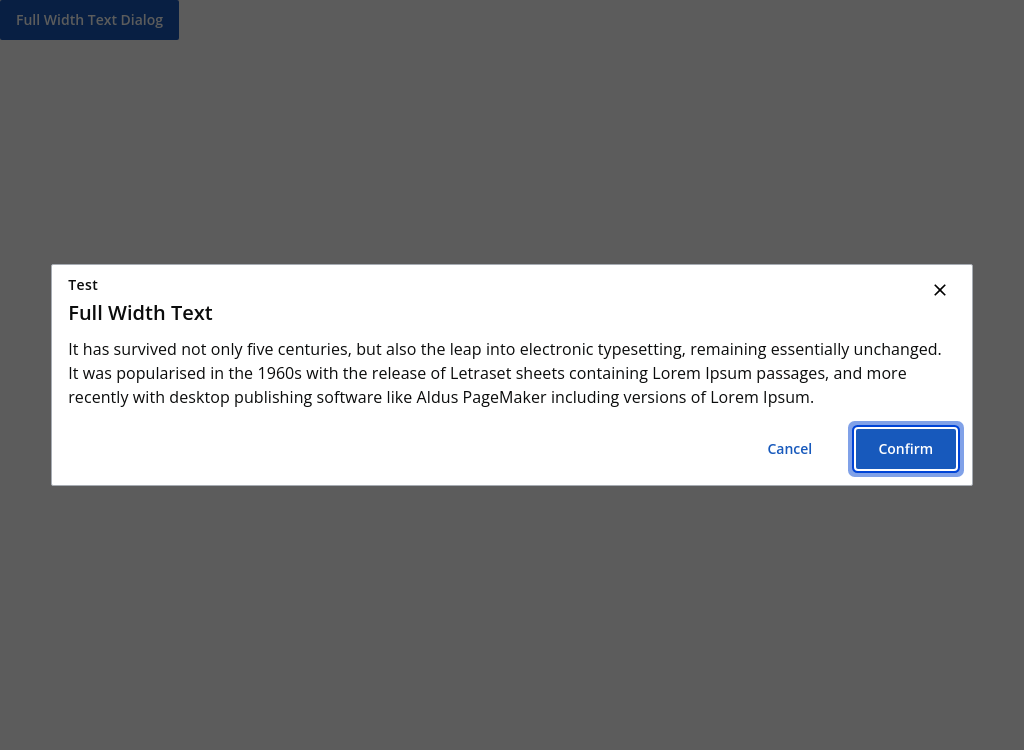 Full Width Text Dialog
Test
Full Width Text
It has survived not only five centuries, but also the leap into electronic typesetting, remaining essentially unchanged.
It was popularised in the 1960s with the release of Letraset sheets containing Lorem Ipsum passages, and more
recently with desktop publishing software like Aldus PageMaker including versions of Lorem Ipsum.
Cancel
Confirm